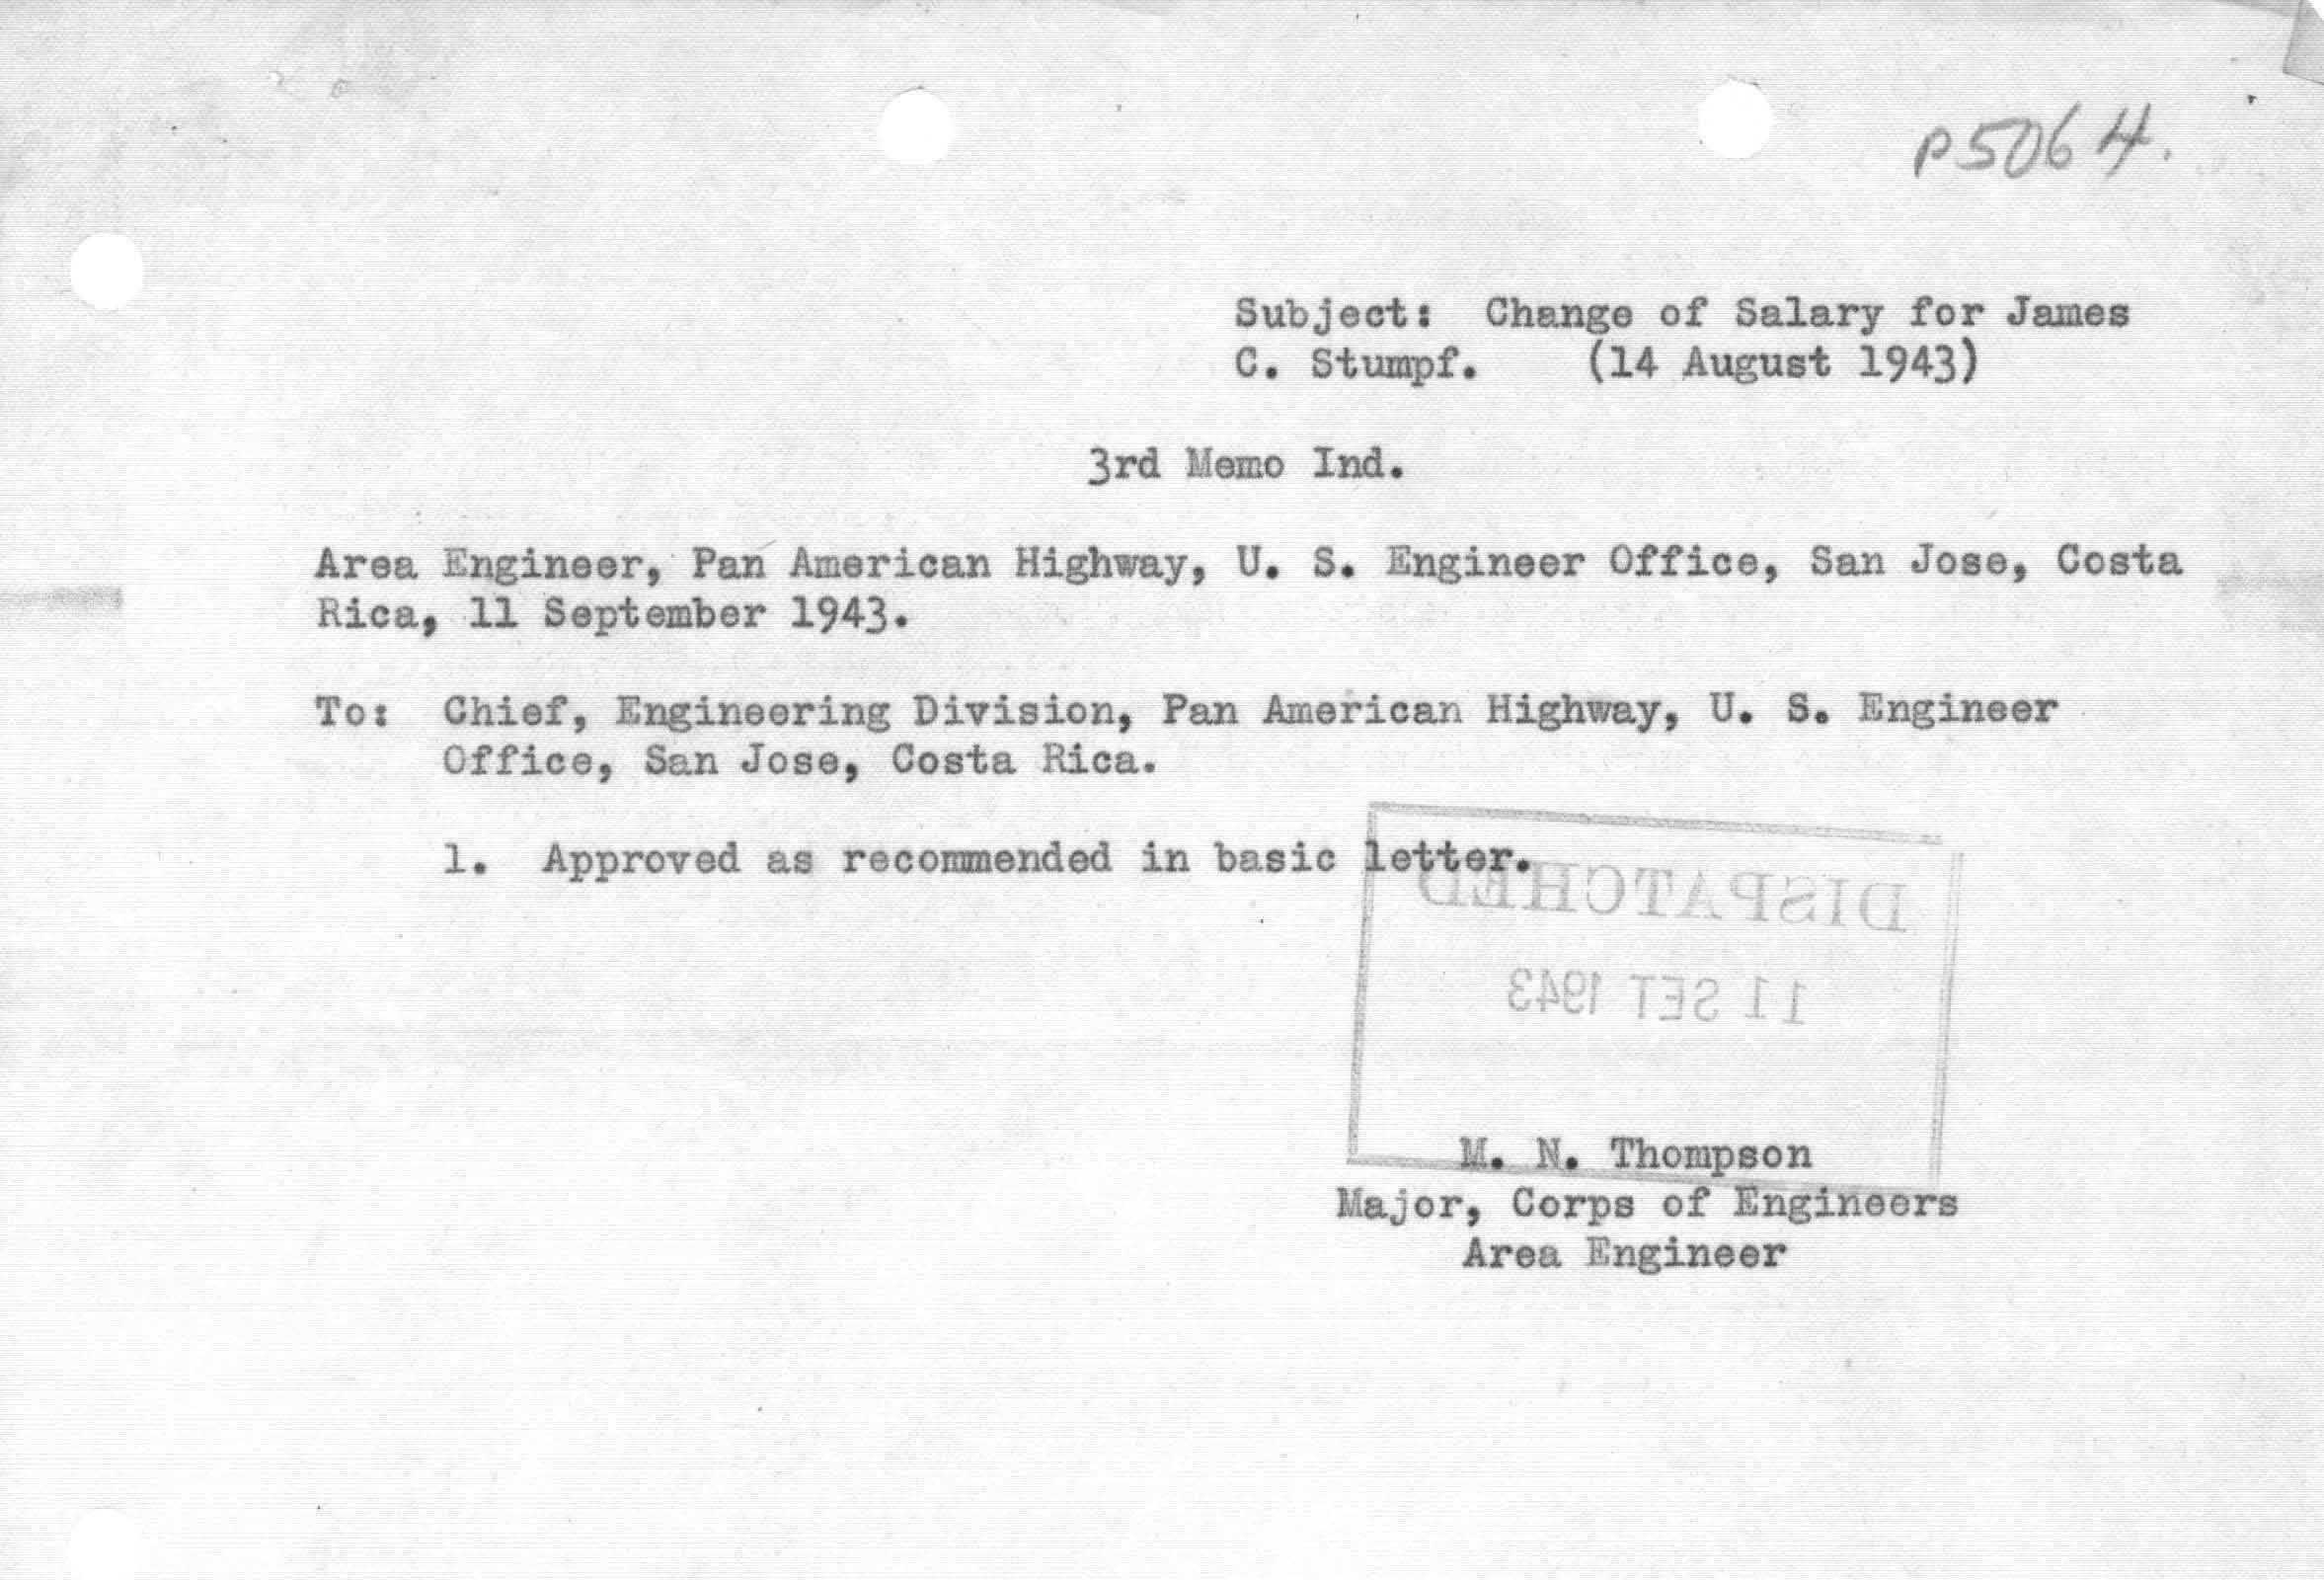 P5064.
Subject: Change of Salary for James
C. Stumpf. (14 August 1943)
3rd Memo Ind.
Area Engineer, Pan American Highway, U. S. Engineer Office, San Jose, Costa
Rica, 11 September 1943.
To: Chief, Engineering Division, Pan American Highway, U. S. Engineer
Office, San Jose, Costa Rica.
1. Approved as recommended in basic letter.
DISPATCHED
11 SET 1943
M. N. Thompson
Major, Corps of Engineers
Area Engineer